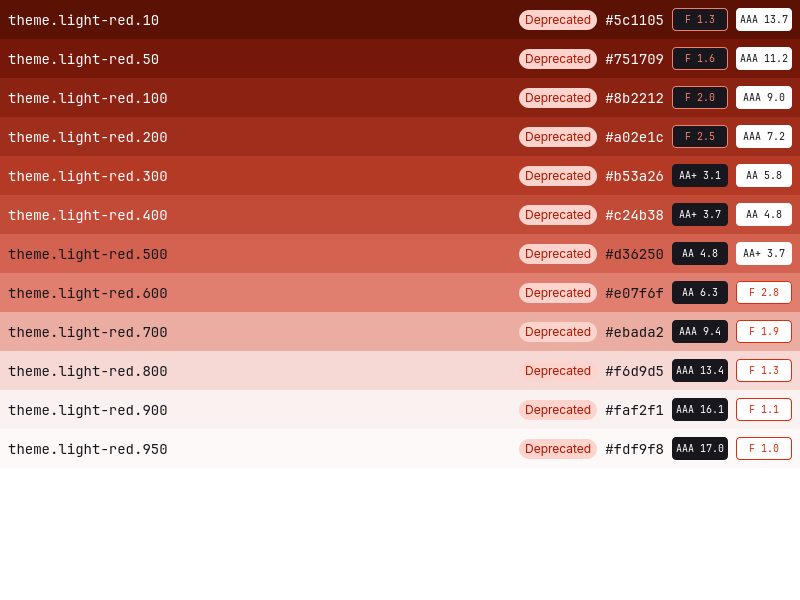 theme.light-red.10 Deprecated #5c1105 F 1.3 AAA 13.7
theme.light-red.50 Deprecated #751709 F 1.6 AAA 11.2
theme.light-red.100 Deprecated #8b2212 F 2.0 AAA 9.0
theme.light-red.200 Deprecated #a02e1c F 2.5 AAA 7.2
theme.light-red.300 Deprecated #b53a26 AA+ 3.1 AA 5.8
theme.light-red.400 Deprecated #c24b38 AA+ 3.7 AA 4.8
theme.light-red.500 Deprecated #d36250 AA 4.8 AA+ 3.7
theme.light-red.600 Deprecated #e07f6f AA 6.3 F 2.8
theme.light-red.700 Deprecated #ebada2 AAA 9.4 F 1.9
theme.light-red.800 Deprecated #f6d9d5 AAA 13.4 F 1.3
theme.light-red.900 Deprecated #faf2f1 AAA 16.1 F 1.1
theme.light-red.950 Deprecated #fdf9f8 AAA 17.0 F 1.0